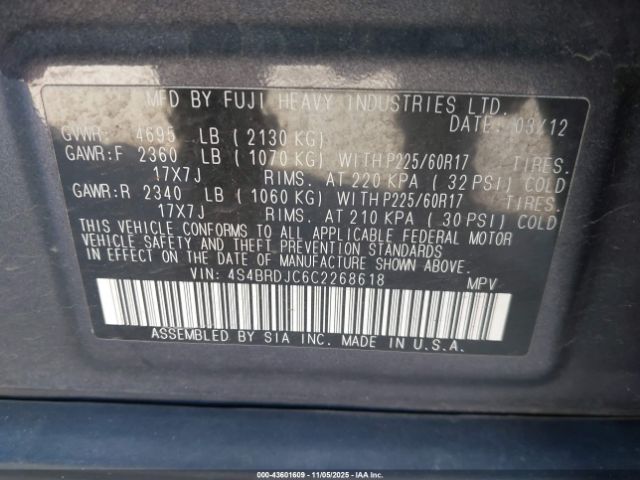 MFD BY FUJI HEAVY INDUSTRIES LTD.
DATE: 03/12
GVWR: 4695 LB ( 2130 KG)
GAWR:F 2360 LB ( 1070 KG) WITH P225/60R17 TIRES.
17X7J RIMS. AT 220 KPA ( 32 PSI) COLD
GAWR:R 2340 LB ( 1060 KG) WITH P225/60R17 TIRES.
17X7J RIMS. AT 210 KPA ( 30 PSI) COLD
THIS VEHICLE CONFORMS TO ALL APPLICABLE FEDERAL MOTOR
VEHICLE SAFETY AND THEFT PREVENTION STANDARDS
IN EFFECT ON THE DATE OF MANUFACTURE SHOWN ABOVE.
VIN: 4S4BRDJC6C2268618 MPV
ASSEMBLED BY SIA INC. MADE IN U.S.A.
000-43601609 - 11/05/2025 - IAAI.COM